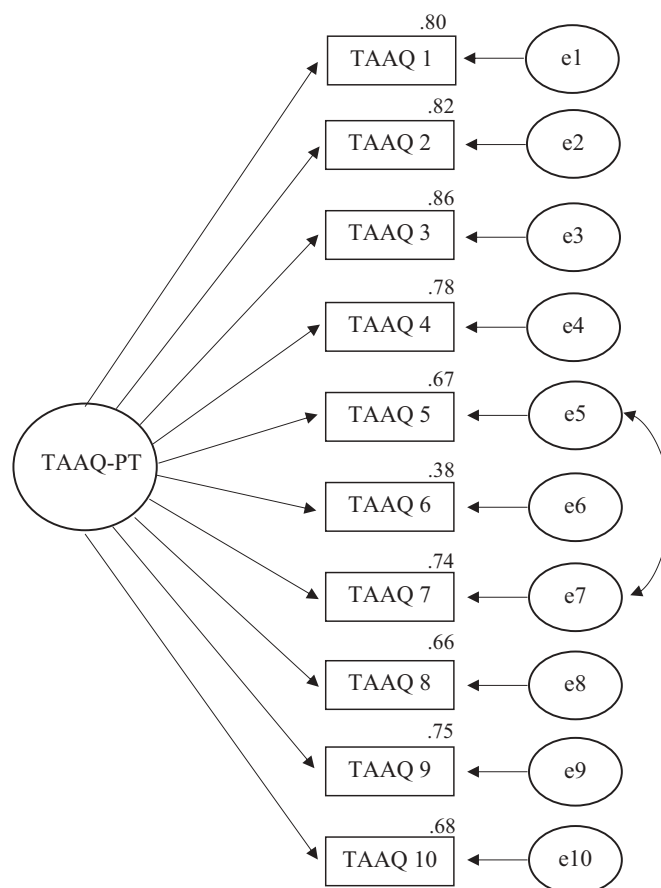 .80
TAAQ 1
e1
.82
TAAQ 2
e2
.86
TAAQ 3
e3
.78
TAAQ 4
e4
.67
TAAQ 5
e5
TAAQ-PT
.38
TAAQ 6
e6
.74
TAAQ 7
e7
.66
TAAQ 8
e8
.75
TAAQ 9
e9
.68
TAAQ 10
e10